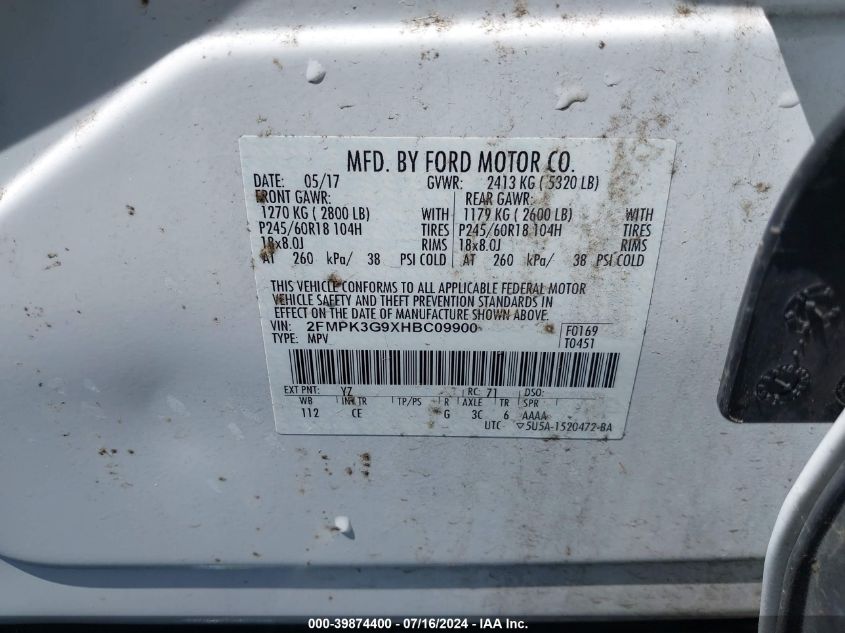 MFD. BY FORD MOTOR CO.
DATE: 05/17 GVWR: 2413 KG ( 5320 LB)
FRONT GAWR: REAR GAWR:
1270 KG ( 2800 LB) WITH 1179 KG ( 2600 LB) WITH
P245/60R18 104H TIRES P245/60R18 104H TIRES
18x8.0J RIMS 18x8.0J RIMS
AT 260 kPa/ 38 PSI COLD AT 260 kPa/ 38 PSI COLD
THIS VEHICLE CONFORMS TO ALL APPLICABLE FEDERAL MOTOR
VEHICLE SAFETY AND THEFT PREVENTION STANDARDS IN
EFFECT ON THE DATE OF MANUFACTURE SHOWN ABOVE.
VIN: 2FMPK3G9XHBC09900 F0169
TYPE: MPV T0451
EXT PNT: YZ RC: 71 DSO:
WB INT TR TP/PS R AXLE TR SPR
112 CE G 3C 6 AAAA
UTC ▽5U5A-1520472-BA
000-39874400 - 07/16/2024 - IAA Inc.